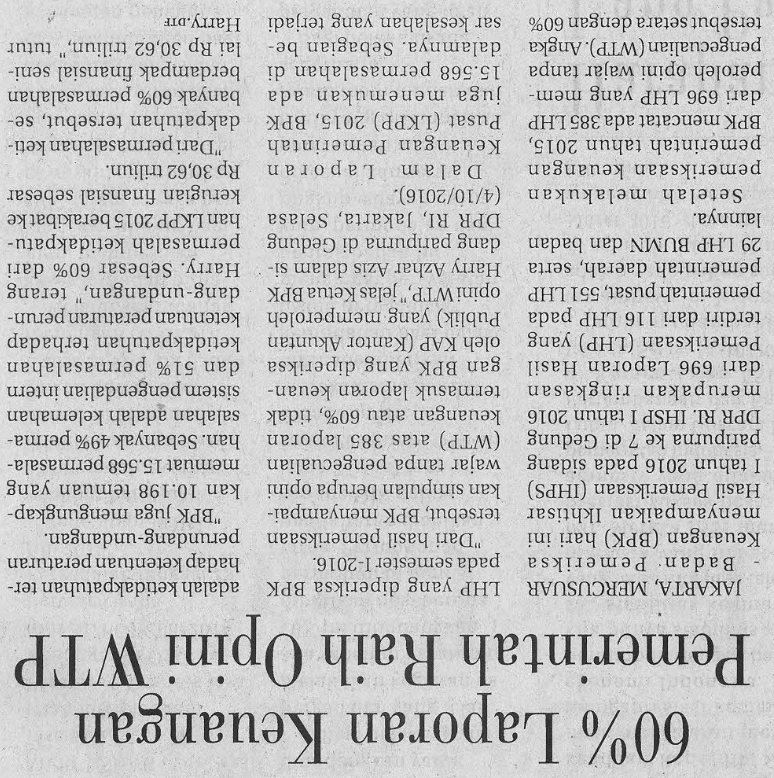 60% Laporan Keuangan
Pemerintah Rain Opini WTP
JAKARTA, MERCUSUAR
- Badan Pemeriksa
Keuangan (BPK) hari ini
menyampaikan Ikhtisar
Hasil Pemeriksaan (IHPS)
I tahun 2016 pada sidang
paripurna ke 7 di Gedung
DPR RI. IHSP I tahun 2016
merupakan ringkasan
dari 696 Laporan Hasil
Pemeriksaan (LHP) yang
terdiri dari 116 LHP pada
pemerintah pusat, 551 LHP
pemerintah daerah, serta
29 LHP BUMN dan badan
lainnya.
Setelah melakukan
pemeriksaan keuangan
pemerintah tahun 2015,
BPK mencatat ada 385 LHP
dari 696 LHP yang mem-
peroleh opini wajar tanpa
pengecualian (WTP). Angka
tersebut setara dengan 60%
LHP yang diperiksa BPK
pada semester I-2016.
"Dari hasil pemeriksaan
tersebut, BPK menyampai-
kan simpulan berupa opini
wajar tanpa pengecualian
(WTP) atas 385 laporan
keuangan atau 60%, tidak
termasuk laporan keuan-
gan BPK yang diperiksa
oleh KAP (Kantor Akuntan
Publik) yang memperoleh
opini WTP," jelas Ketua BPK
Harry Azhar Azis dalam si-
dang paripurna di Gedung
DPR RI, Jakarta, Selasa
(4/10/2016).
Dalam Laporan
Keuangan Pemerintah
Pusat (LKPP) 2015, BPK
juga menemukan ada
15.568 permasalahan di
dalamnya. Sebagian be-
sar kesalahan yang terjadi
adalah ketidakpatuhan ter-
hadap ketentuan peraturan
perundang-undangan.
"BPK juga mengungkap-
kan 10.198 temuan yang
memuat 15.568 permasala-
han. Sebanyak 49% perma-
salahan adalah kelemahan
sistem pengendalian intern
dan 51% permasalahan
ketidakpatuhan terhadap
ketentuan peraturan perun-
dang-undangan," terang
Harry. Sebesar 60% dari
permasalah ketidakpatu-
han LKPP 2015 berakibat ke
kerugian finansial sebesar
Rp 30,62 triliun.
"Dari permasalahan keti-
dakpatuhan tersebut, se-
banyak 60% permasalahan
berdampak finansial seni-
lai Rp 30,62 triliun," tutur
Harry. DTF